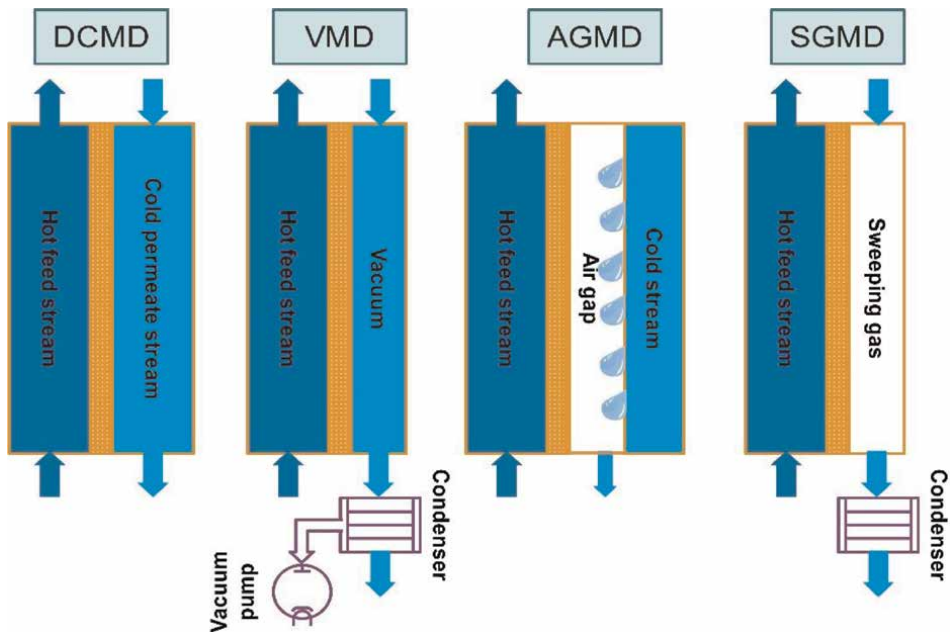 DCMD
VMD
AGMD
SGMD
Hot feed stream
Cold permeate stream
Hot feed stream
Vacuum
Hot feed stream
Air gap
Cold stream
Hot feed stream
Sweeping gas
Condenser
Vacuum
pump
Condenser